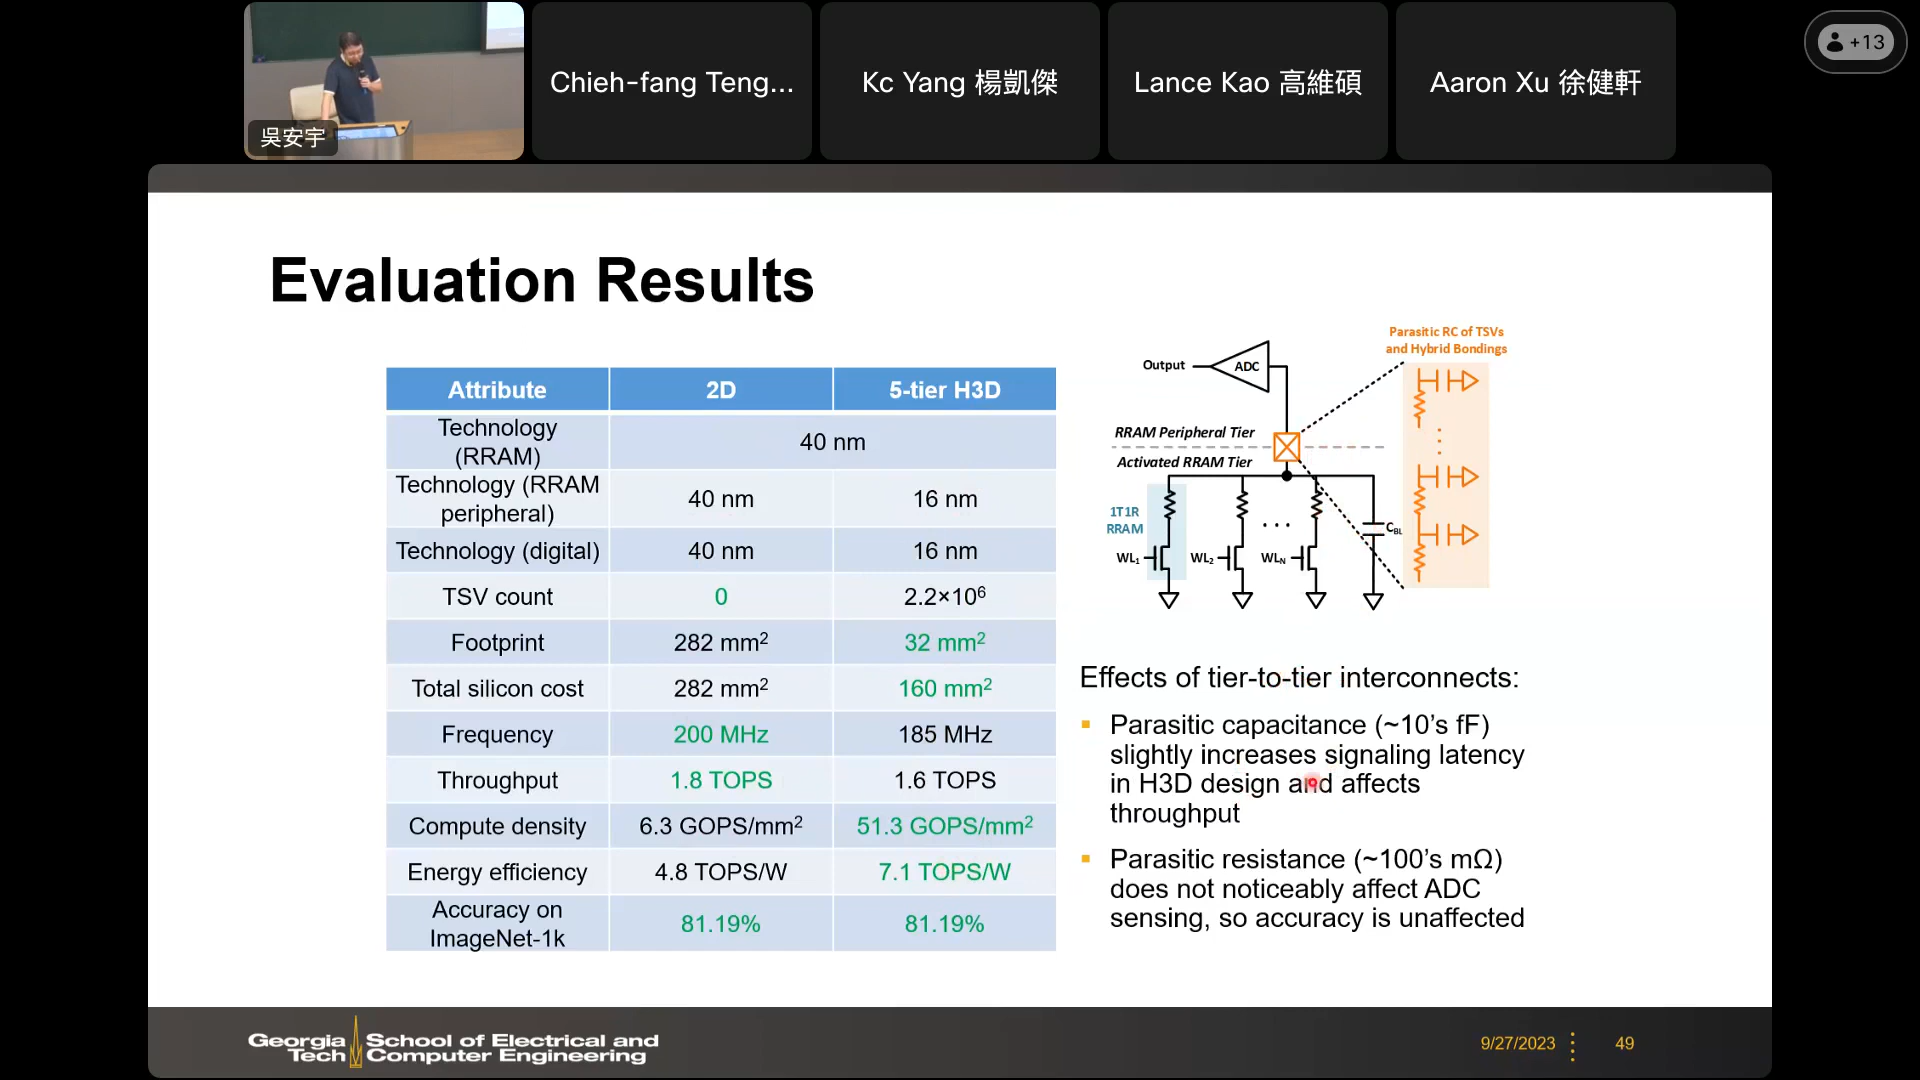 吳安宇
Chieh-fang Teng...
Kc Yang 楊凱傑
Lance Kao 高維碩
Aaron Xu 徐健軒
+13
Evaluation Results
Attribute 2D 5-tier H3D
Technology
(RRAM)
40 nm
Technology (RRAM
peripheral)
40 nm 16 nm
Technology (digital) 40 nm 16 nm
TSV count 0 2.2×10⁶
Footprint 282 mm² 32 mm²
Total silicon cost 282 mm² 160 mm²
Frequency 200 MHz 185 MHz
Throughput 1.8 TOPS 1.6 TOPS
Compute density 6.3 GOPS/mm² 51.3 GOPS/mm²
Energy efficiency 4.8 TOPS/W 7.1 TOPS/W
Accuracy on
ImageNet-1k
81.19% 81.19%
Parasitic RC of TSVs
and Hybrid Bondings
Output
ADC
RRAM Peripheral Tier
Activated RRAM Tier
1T1R
RRAM
WL₁
WL₂
...
WL_N
C_BL
Effects of tier-to-tier interconnects:
▪ Parasitic capacitance (~10’s fF)
slightly increases signaling latency
in H3D design and affects
throughput
▪ Parasitic resistance (~100’s mΩ)
does not noticeably affect ADC
sensing, so accuracy is unaffected
Georgia
Tech
School of Electrical and
Computer Engineering
9/27/2023
49